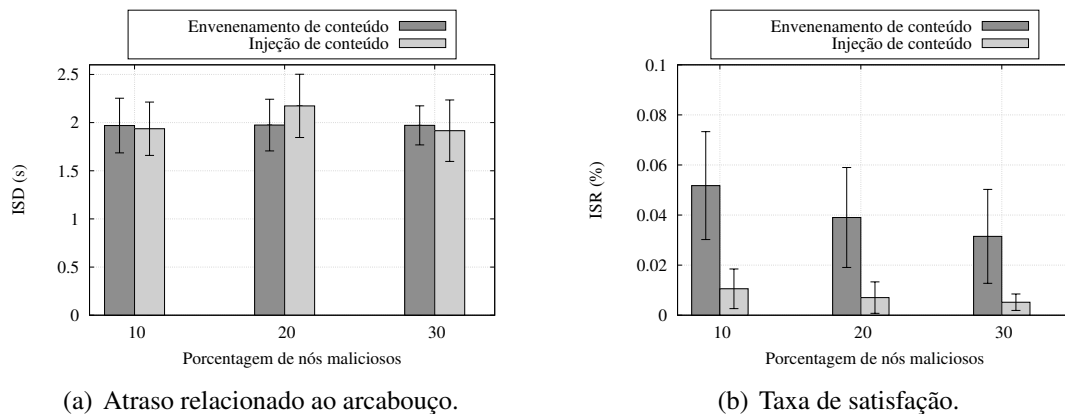 Envenenamento de conteúdo
Injeção de conteúdo
2.5
2
1.5
1
0.5
0
ISD (s)
10
20
30
Porcentagem de nós maliciosos
(a) Atraso relacionado ao arcabouço.
Envenenamento de conteúdo
Injeção de conteúdo
0.1
0.08
0.06
0.04
0.02
0
ISR (%)
10
20
30
Porcentagem de nós maliciosos
(b) Taxa de satisfação.